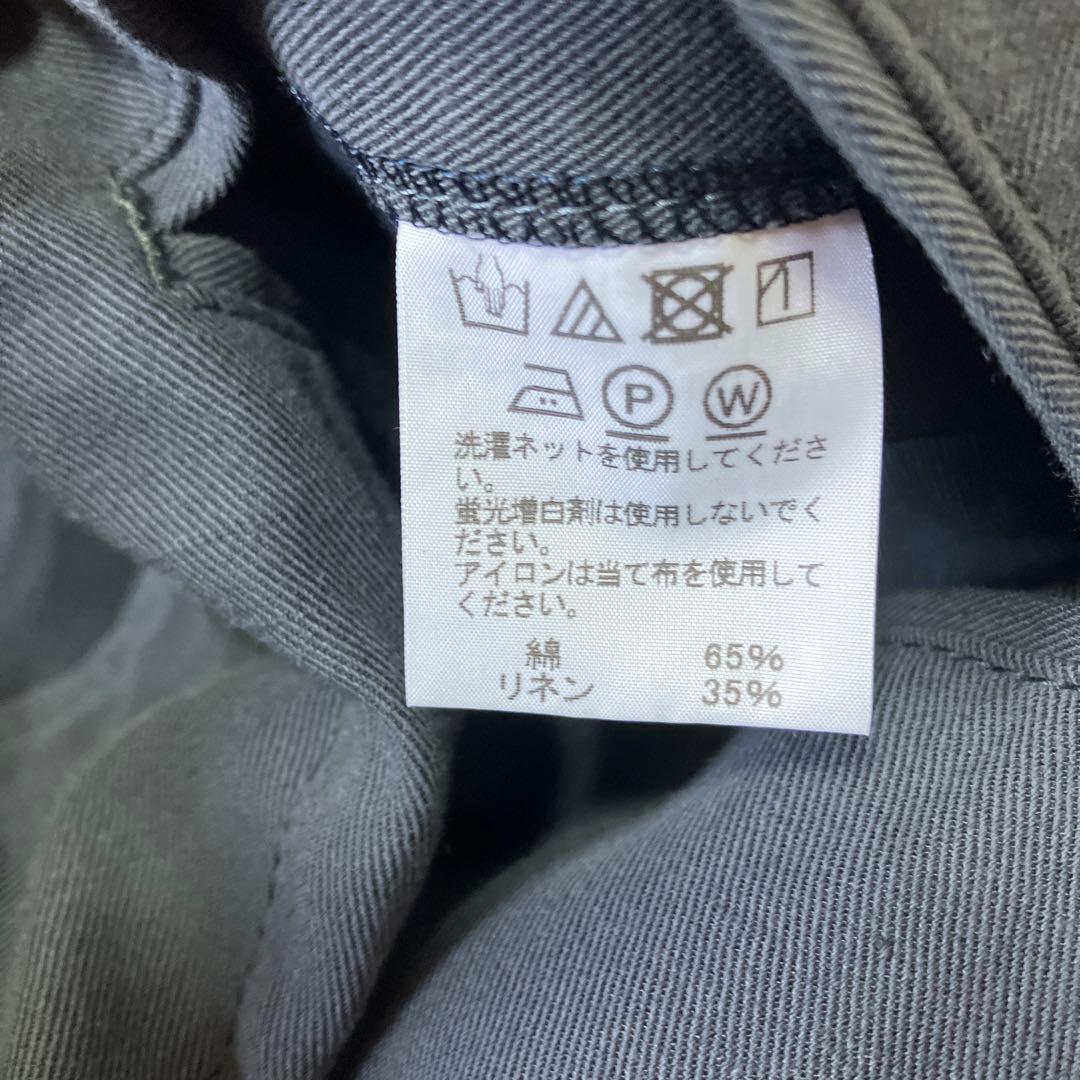 P W
洗濯ネットを使用してくださ
い。
蛍光増白剤は使用しないでく
ださい。
アイロンは当て布を使用して
ください。
綿 65%
リネン 35%